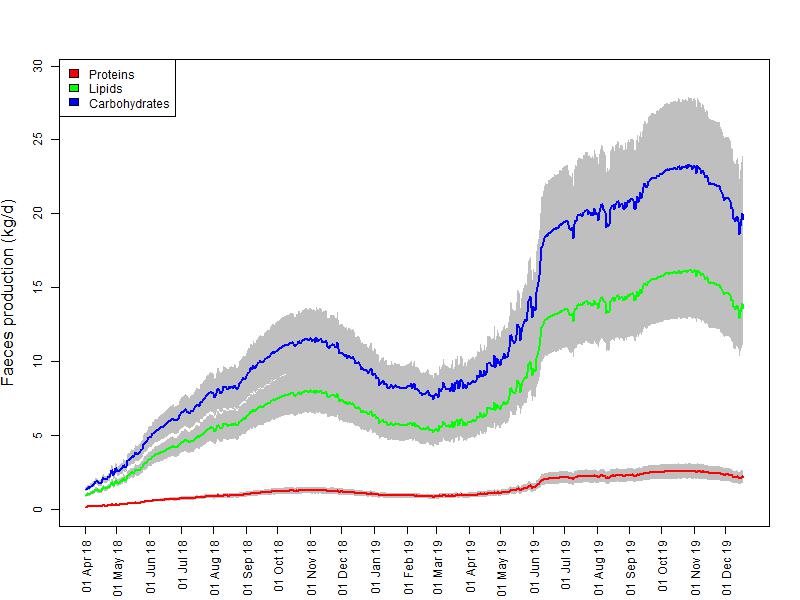 Faeces production (kg/d)
30
25
20
15
10
5
0
Proteins
Lipids
Carbohydrates
01 Apr 18
01 May 18
01 Jun 18
01 Jul 18
01 Aug 18
01 Sep 18
01 Oct 18
01 Nov 18
01 Dec 18
01 Jan 19
01 Feb 19
01 Mar 19
01 Apr 19
01 May 19
01 Jun 19
01 Jul 19
01 Aug 19
01 Sep 19
01 Oct 19
01 Nov 19
01 Dec 19